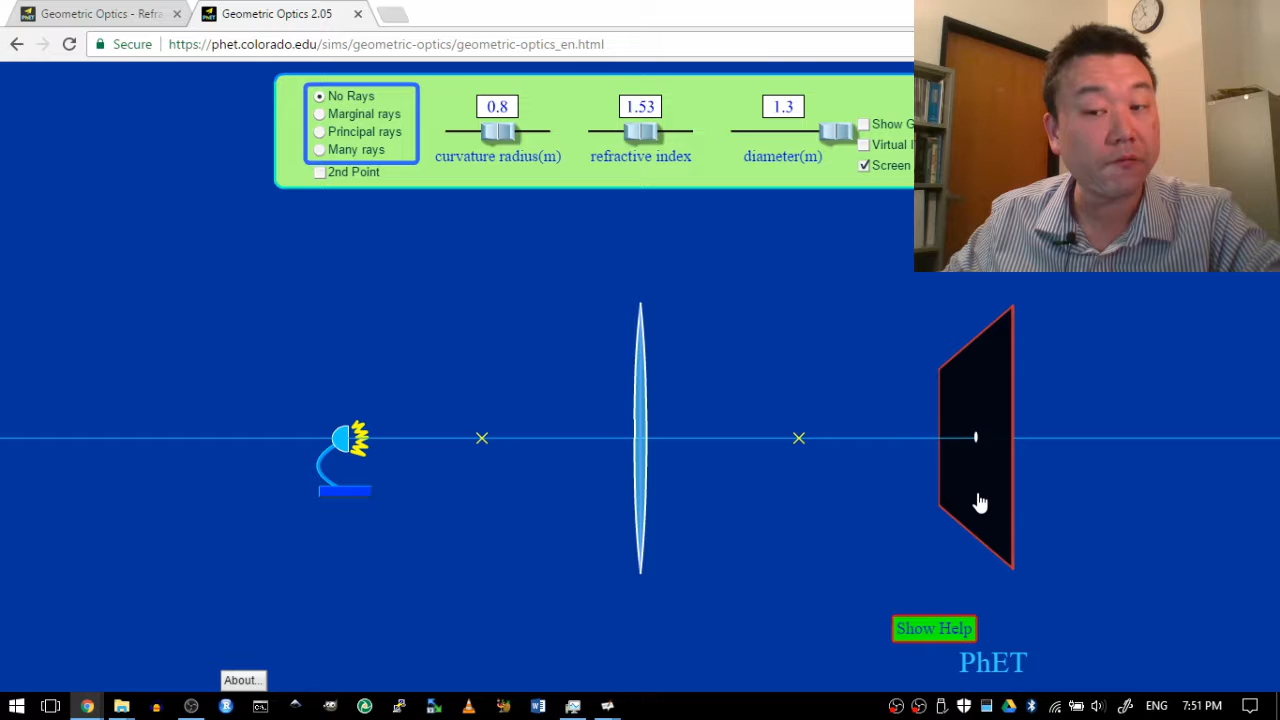 Geometric Optics - Refra
Geometric Optics 2.05
Secure
https://phet.colorado.edu/sims/geometric-optics/geometric-optics_en.html
No Rays
Marginal rays
Principal rays
Many rays
2nd Point
0.8
curvature radius(m)
1.53
refractive index
1.3
diameter(m)
Show G
Virtual I
Screen
Show Help
PhET
About...
7:51 PM